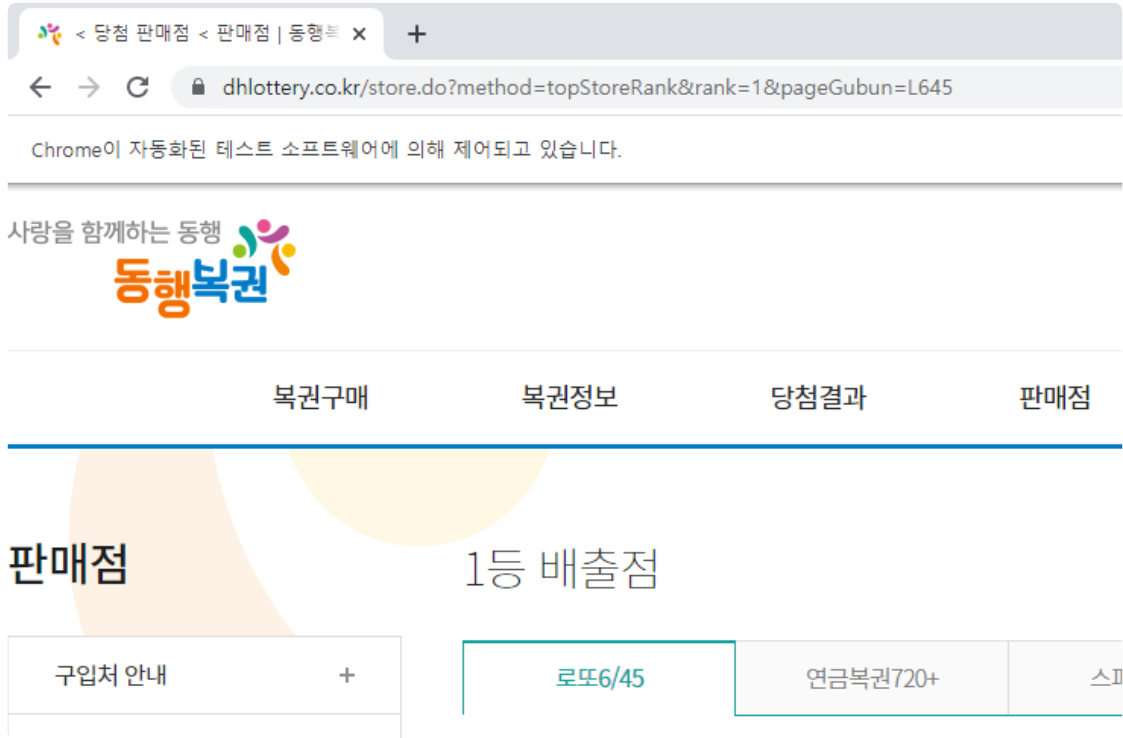 < 당첨 판매점 < 판매점 | 동행
dhlottery.co.kr/store.do?method=topStoreRank&rank=1&pageGubun=L645
Chrome이 자동화된 테스트 소프트웨어에 의해 제어되고 있습니다.
사랑을 함께하는 동행
동행복권
복권구매 복권정보 당첨결과 판매점
판매점
1등 배출점
구입처 안내 +
로또6/45 연금복권720+ 스